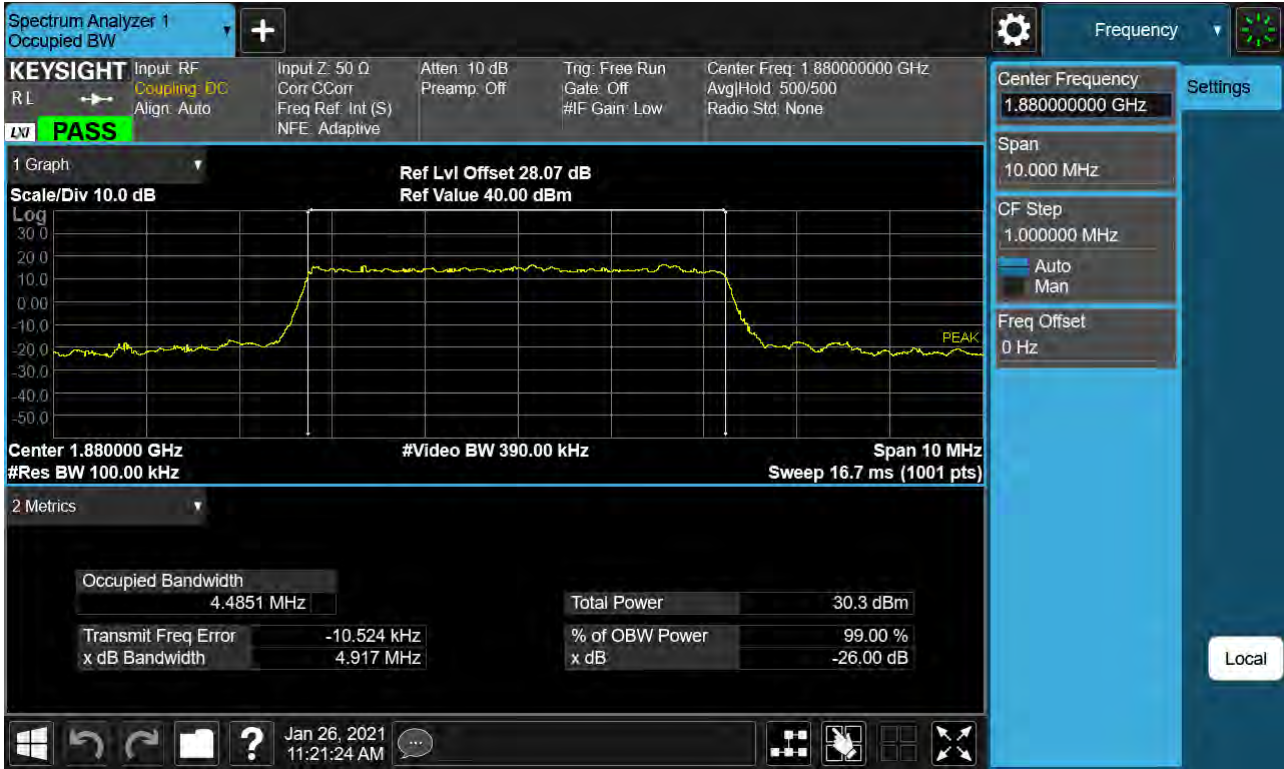 Spectrum Analyzer 1
Occupied BW
Frequency
KEYSIGHT
R L
LXI
PASS
Input: RF
Coupling: DC
Align: Auto
Input Z: 50 Ω
Corr CCorr
Freq Ref: Int (S)
NFE: Adaptive
Atten: 10 dB
Preamp: Off
Trig: Free Run
Gate: Off
#IF Gain: Low
Center Freq: 1.880000000 GHz
Avg|Hold: 500/500
Radio Std: None
Center Frequency
1.880000000 GHz
Settings
Span
10.000 MHz
CF Step
1.000000 MHz
Auto
Man
Freq Offset
0 Hz
Local
1 Graph
Scale/Div 10.0 dB
Ref Lvl Offset 28.07 dB
Ref Value 40.00 dBm
Log
30.0
20.0
10.0
0.00
-10.0
-20.0
-30.0
-40.0
-50.0
PEAK
Center 1.880000 GHz
#Video BW 390.00 kHz
Span 10 MHz
#Res BW 100.00 kHz
Sweep 16.7 ms (1001 pts)
2 Metrics
Occupied Bandwidth
4.4851 MHz
Total Power 30.3 dBm
Transmit Freq Error -10.524 kHz
% of OBW Power 99.00 %
x dB Bandwidth 4.917 MHz
x dB -26.00 dB
?
Jan 26, 2021
11:21:24 AM